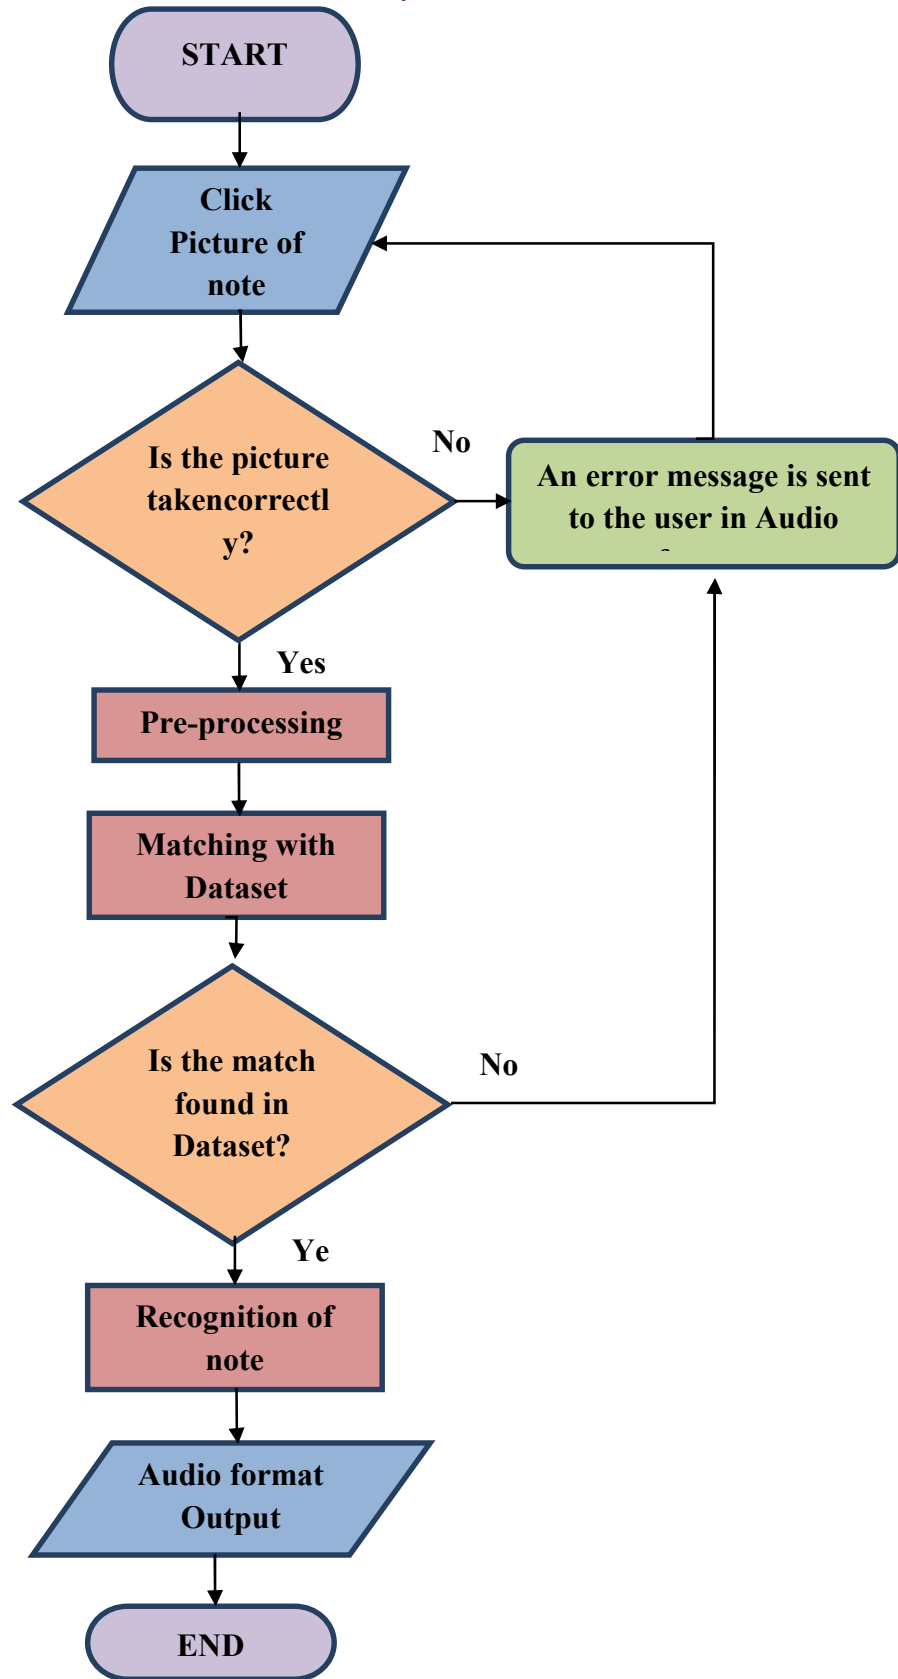 START
Click
Picture of
note
Is the picture
takencorrectl
y?
No
An error message is sent
to the user in Audio
Yes
Pre-processing
Matching with
Dataset
Is the match
found in
Dataset?
No
Ye
Recognition of
note
Audio format
Output
END